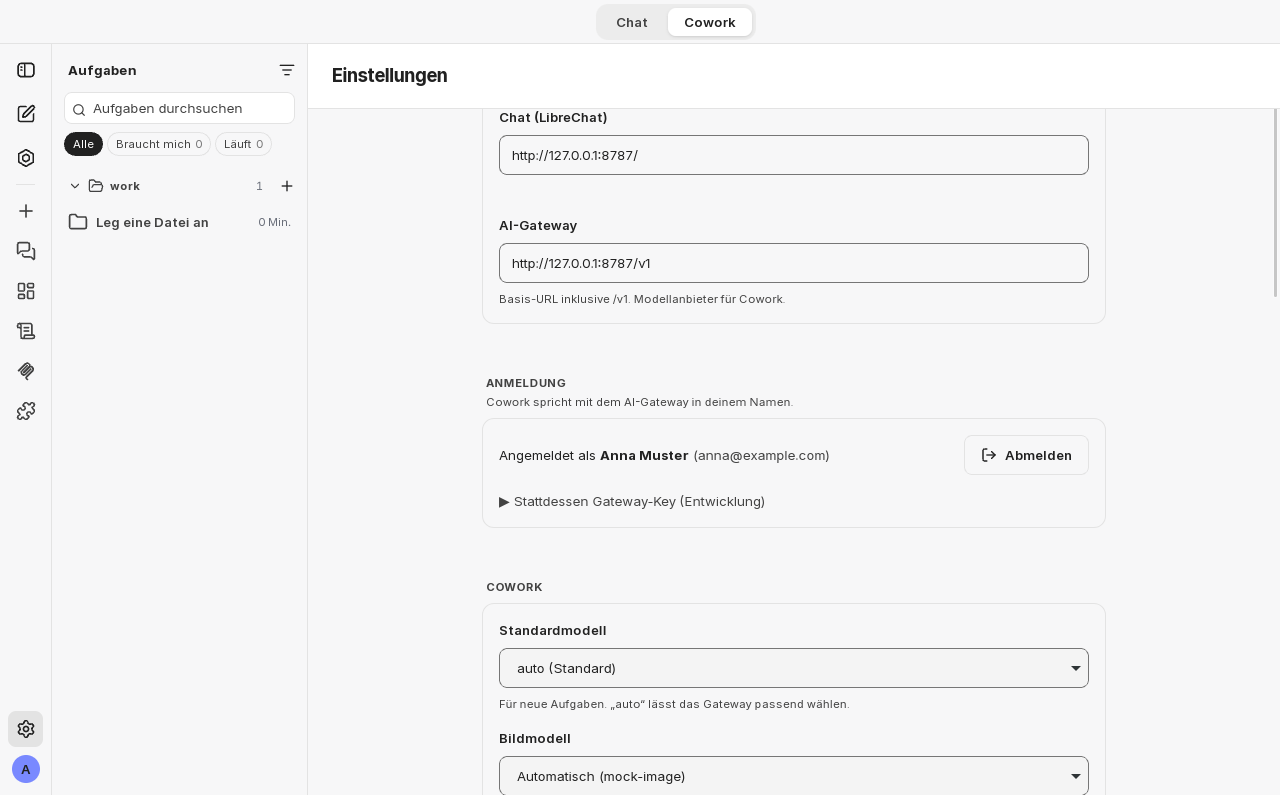 Chat
Cowork
Aufgaben
Aufgaben durchsuchen
Alle
Braucht mich 0
Läuft 0
work 1
Leg eine Datei an 0 Min.
A
Einstellungen
Chat (LibreChat)
http://127.0.0.1:8787/
AI-Gateway
http://127.0.0.1:8787/v1
Basis-URL inklusive /v1. Modellanbieter für Cowork.
ANMELDUNG
Cowork spricht mit dem AI-Gateway in deinem Namen.
Angemeldet als Anna Muster (anna@example.com)
Abmelden
▶ Stattdessen Gateway-Key (Entwicklung)
COWORK
Standardmodell
auto (Standard)
Für neue Aufgaben. „auto“ lässt das Gateway passend wählen.
Bildmodell
Automatisch (mock-image)